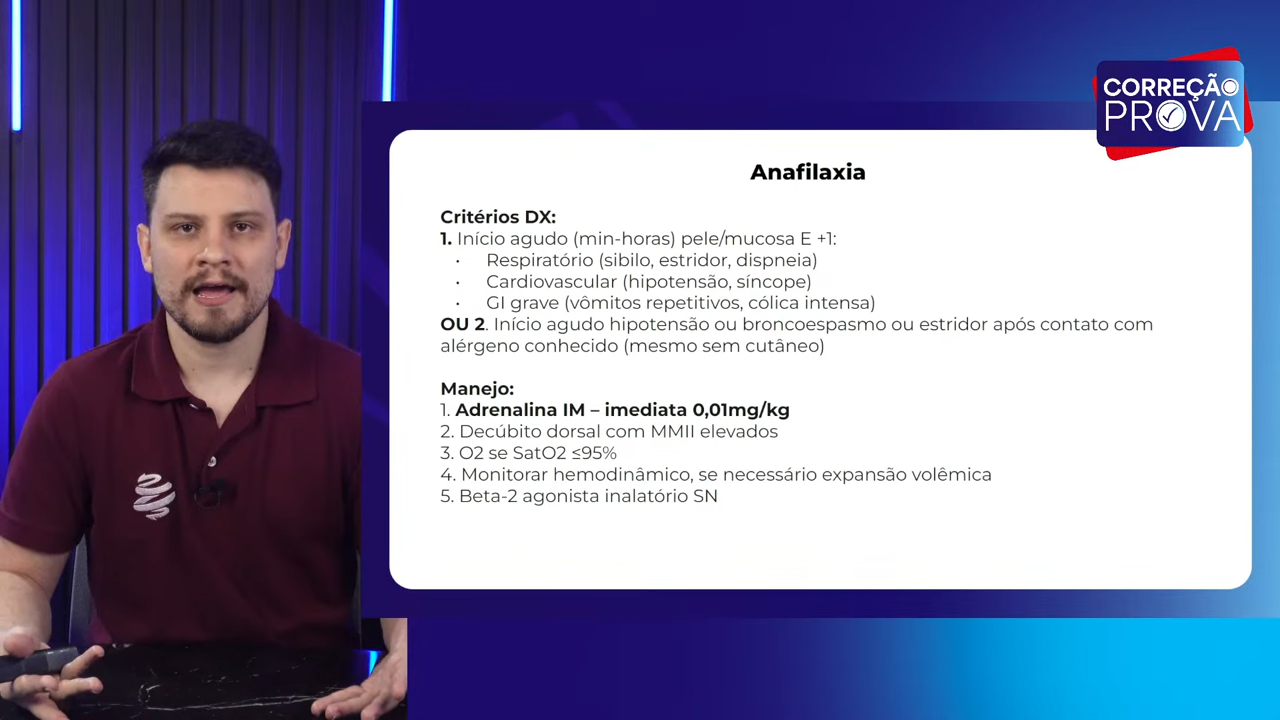 CORREÇÃO
PROVA
Anafilaxia
Critérios DX:
1. Início agudo (min-horas) pele/mucosa E +1:
• Respiratório (sibilo, estridor, dispneia)
• Cardiovascular (hipotensão, síncope)
• GI grave (vômitos repetitivos, cólica intensa)
OU 2. Início agudo hipotensão ou broncoespasmo ou estridor após contato com
alérgeno conhecido (mesmo sem cutâneo)
Manejo:
1. Adrenalina IM – imediata 0,01mg/kg
2. Decúbito dorsal com MMII elevados
3. O2 se SatO2 ≤95%
4. Monitorar hemodinâmico, se necessário expansão volêmica
5. Beta-2 agonista inalatório SN